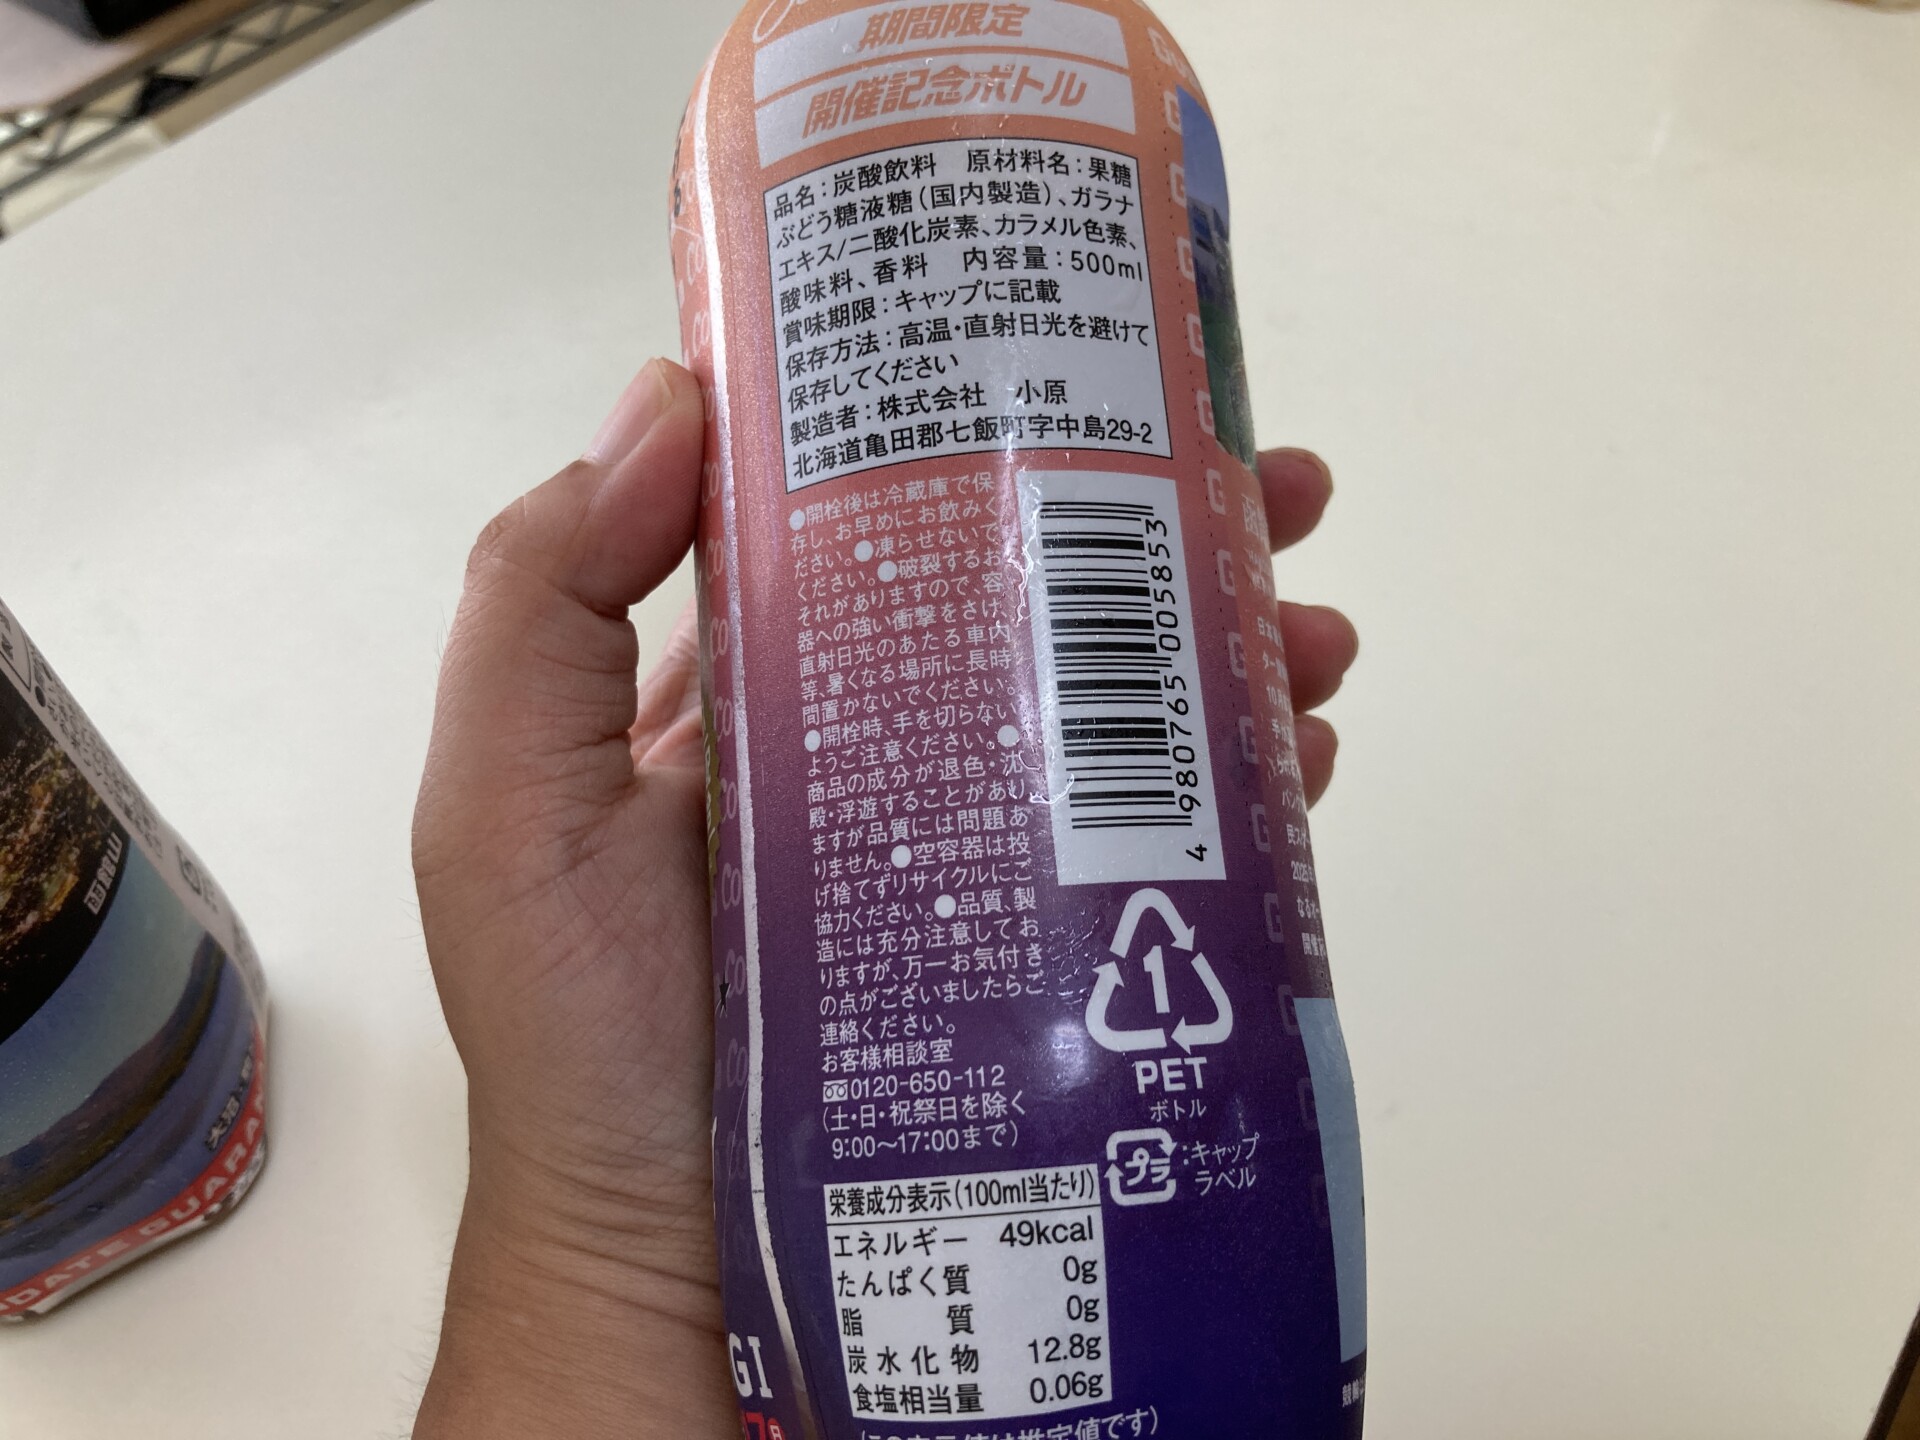 期間限定
開催記念ボトル
品名：炭酸飲料　原材料名：果糖
ぶどう糖液糖（国内製造）、ガラナ
エキス/二酸化炭素、カラメル色素、
酸味料、香料　内容量：500ml
賞味期限：キャップに記載
保存方法：高温・直射日光を避けて
保存してください
製造者：株式会社　小原
北海道亀田郡七飯町字中島29-2
●開栓後は冷蔵庫で保
存し、お早めにお飲みく
ださい。●凍らせないで
ください。●破裂するお
それがありますので、容
器への強い衝撃をさけ、
直射日光のあたる車内
等、暑くなる場所に長時
間置かないでください。
●開栓時、手を切らない
ようご注意ください。●
商品の成分が退色・沈
殿・浮遊することがあり
ますが品質には問題あ
りません。●空容器は投
げ捨てずリサイクルにご
協力ください。●品質、製
造には充分注意してお
りますが、万一お気付き
の点がございましたらご
連絡ください。
お客様相談室
0120-650-112
（土・日・祝祭日を除く
9:00〜17:00まで）
4 980765 005853
1
PET
ボトル
プラ：キャップ
ラベル
栄養成分表示（100ml当たり）
エネルギー 49kcal
たんぱく質 0g
脂質 0g
炭水化物 12.8g
食塩相当量 0.06g
GI
7日
函館山
DATE GUARA